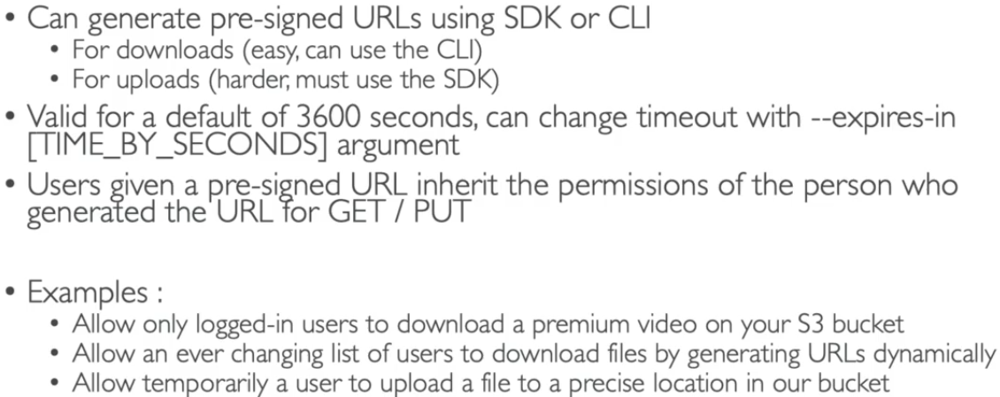 • Can generate pre-signed URLs using SDK or CLI
• For downloads (easy, can use the CLI)
• For uploads (harder, must use the SDK)
• Valid for a default of 3600 seconds, can change timeout with --expires-in
[TIME_BY_SECONDS] argument
• Users given a pre-signed URL inherit the permissions of the person who
generated the URL for GET / PUT
• Examples :
• Allow only logged-in users to download a premium video on your S3 bucket
• Allow an ever changing list of users to download files by generating URLs dynamically
• Allow temporarily a user to upload a file to a precise location in our bucket